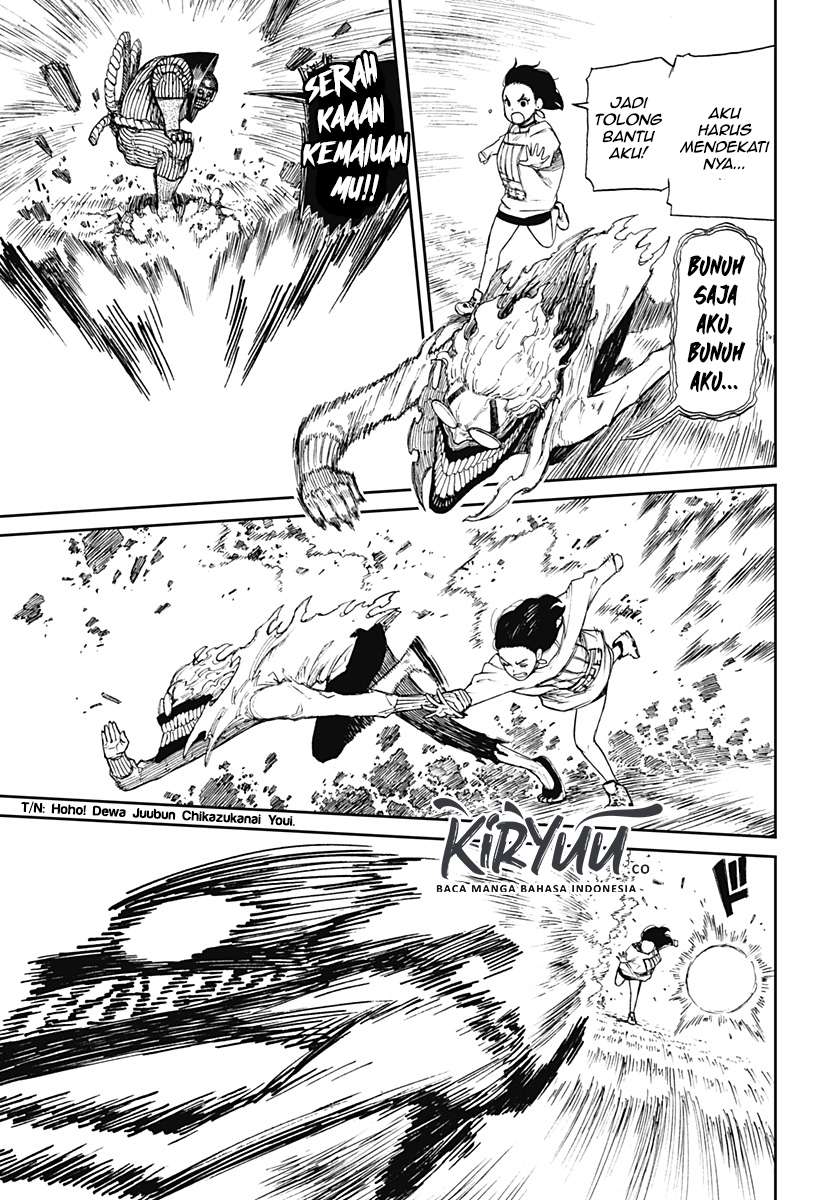 AKU
HARUS
MENDEKATI
NYA...
JADI
TOLONG
BANTU
AKU!
BUNUH
SAJA
AKU,
BUNUH
AKU...
SERAH
KAAAN
KEMALUAN
MU!!
T/N: Hoho! Dewa Juubun Chikazukanai Youi.
KIRYUU
.CO
BACA MANGA BAHASA INDONESIA